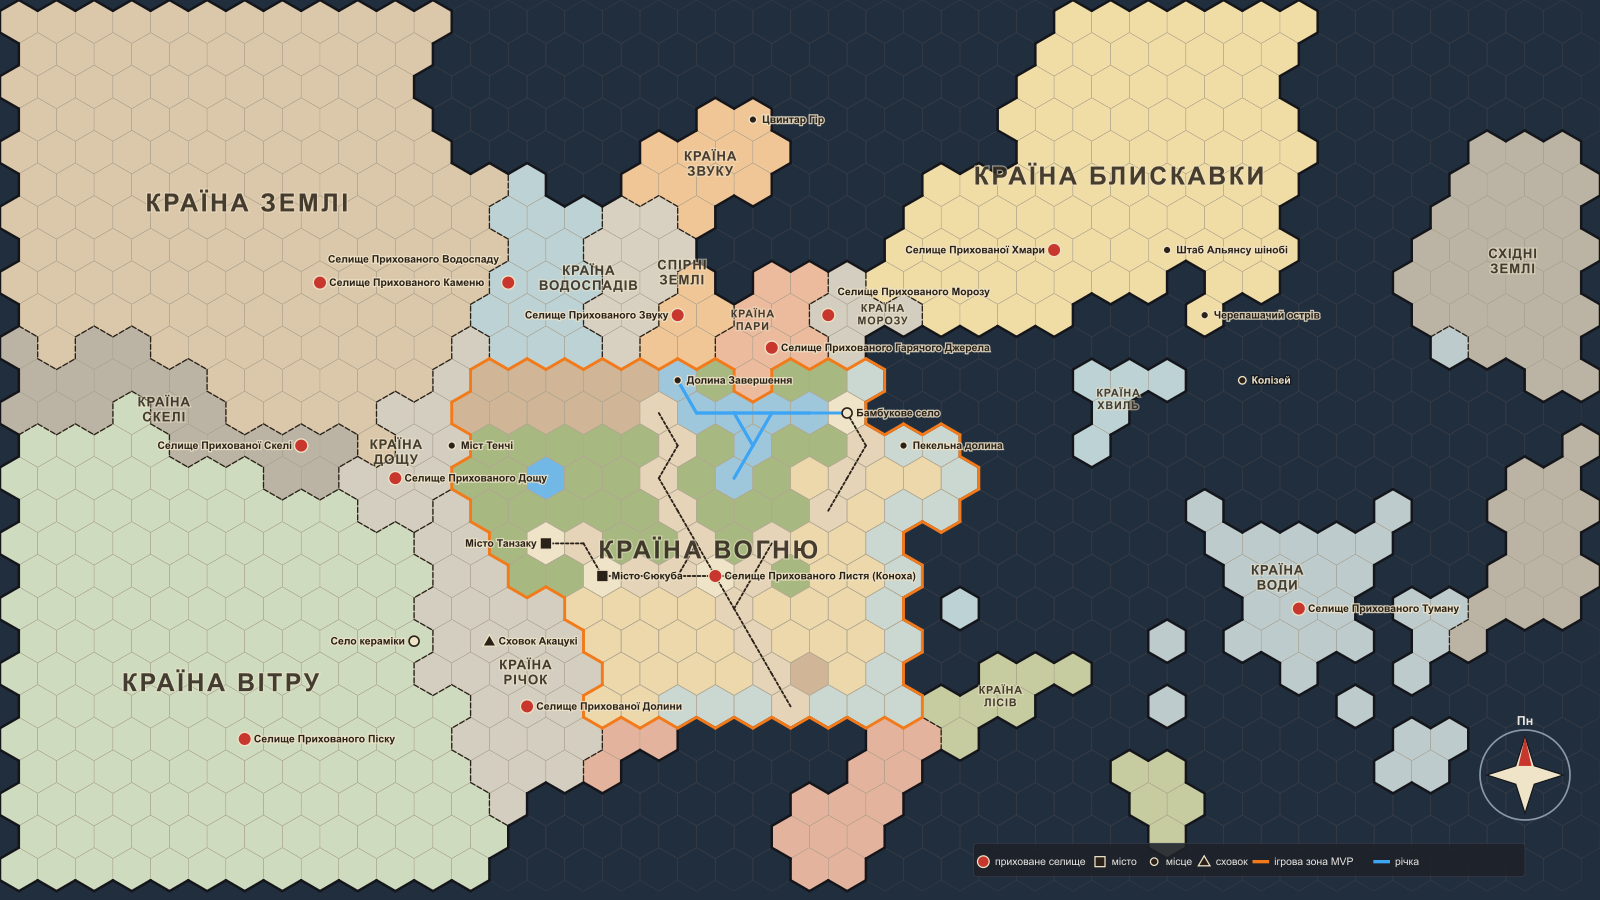 Цвинтар Гір
КРАЇНА
ЗВУКУ
КРАЇНА БЛИСКАВКИ
КРАЇНА ЗЕМЛІ
Селище Прихованої Хмари
Штаб Альянсу шінобі
СХІДНІ
ЗЕМЛІ
Селище Прихованого Водоспаду
Селище Прихованого Каменю
КРАЇНА
ВОДОСПАДІВ
СПІРНІ
ЗЕМЛІ
Селище Прихованого Морозу
Селище Прихованого Звуку
КРАЇНА
ПАРИ
КРАЇНА
МОРОЗУ
Черепашачий острів
Селище Прихованого Гарячого Джерела
Долина Завершення
Колізей
КРАЇНА
ХВИЛЬ
КРАЇНА
СКЕЛІ
Бамбукове село
Селище Прихованої Скелі
КРАЇНА
ДОЩУ
Міст Тенчі
Пекельна долина
Селище Прихованого Дощу
Місто Танзаку
КРАЇНА ВОГНЮ
Місто Сюкуба
Селище Прихованого Листя (Коноха)
КРАЇНА
ВОДИ
Селище Прихованого Туману
Село кераміки
Сховок Акацукі
КРАЇНА
РІЧОК
КРАЇНА ВІТРУ
КРАЇНА
ЛІСІВ
Селище Прихованої Долини
Селище Прихованого Піску
Пн
приховане селище
місто
місце
сховок
ігрова зона MVP
річка